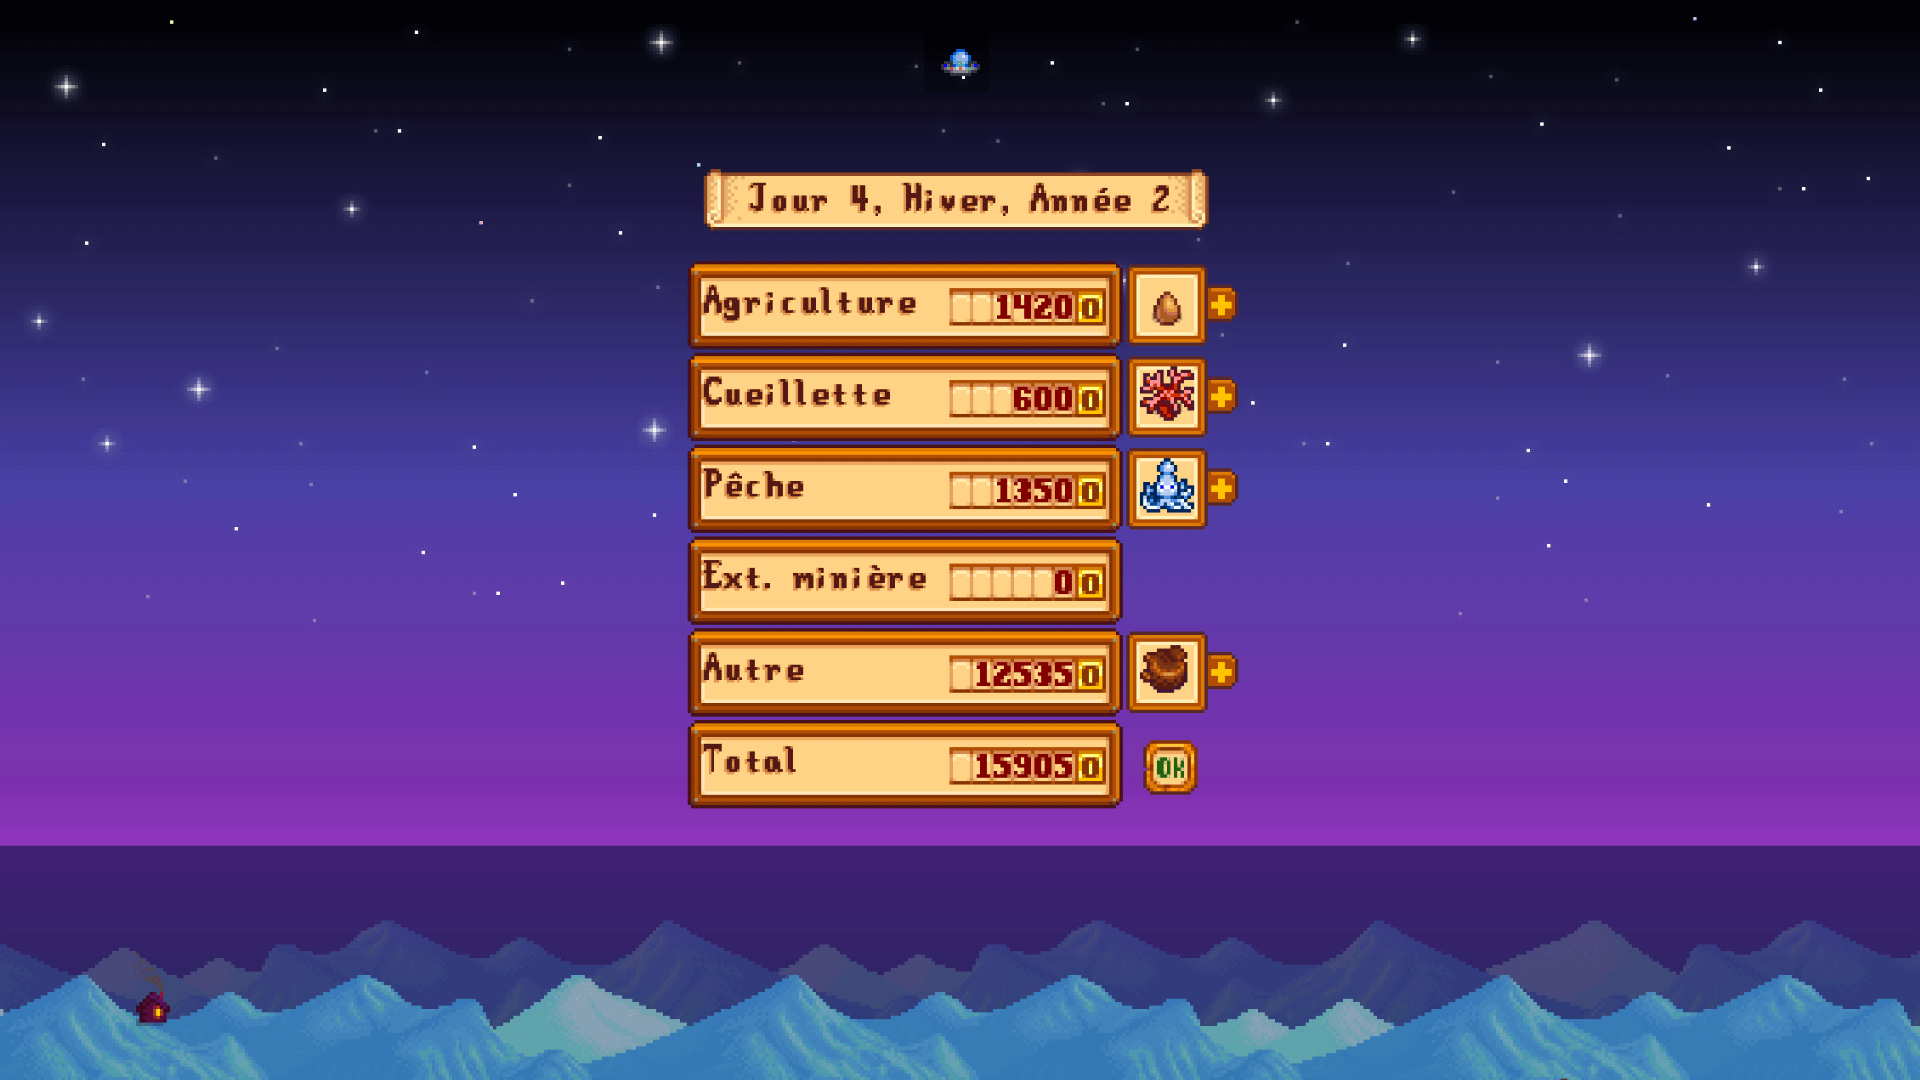 Jour 4, Hiver, Année 2
Agriculture 1420
Cueillette 600
Pêche 1350
Ext. minière 0
Autre 12535
Total 15905
OK